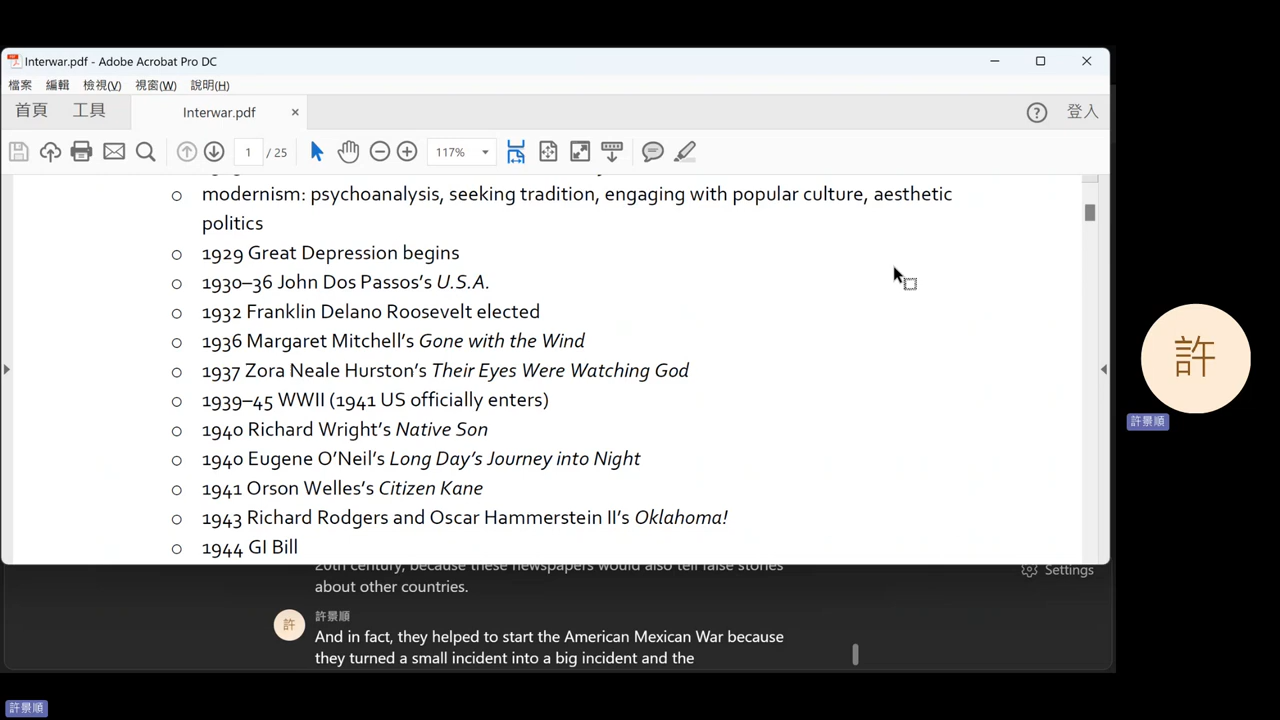 Interwar.pdf - Adobe Acrobat Pro DC
檔案 編輯 檢視(V) 視窗(W) 說明(H)
首頁 工具 Interwar.pdf × ? 登入
1 / 25 117%
modernism: psychoanalysis, seeking tradition, engaging with popular culture, aesthetic
politics
1929 Great Depression begins
1930–36 John Dos Passos’s U.S.A.
1932 Franklin Delano Roosevelt elected
1936 Margaret Mitchell’s Gone with the Wind
1937 Zora Neale Hurston’s Their Eyes Were Watching God
1939–45 WWII (1941 US officially enters)
1940 Richard Wright’s Native Son
1940 Eugene O’Neil’s Long Day’s Journey into Night
1941 Orson Welles’s Citizen Kane
1943 Richard Rodgers and Oscar Hammerstein II’s Oklahoma!
1944 GI Bill
20th century, because these newspapers would also tell false stories
about other countries.
Settings
許 許景順
And in fact, they helped to start the American Mexican War because
they turned a small incident into a big incident and the
許
許景順
許景順